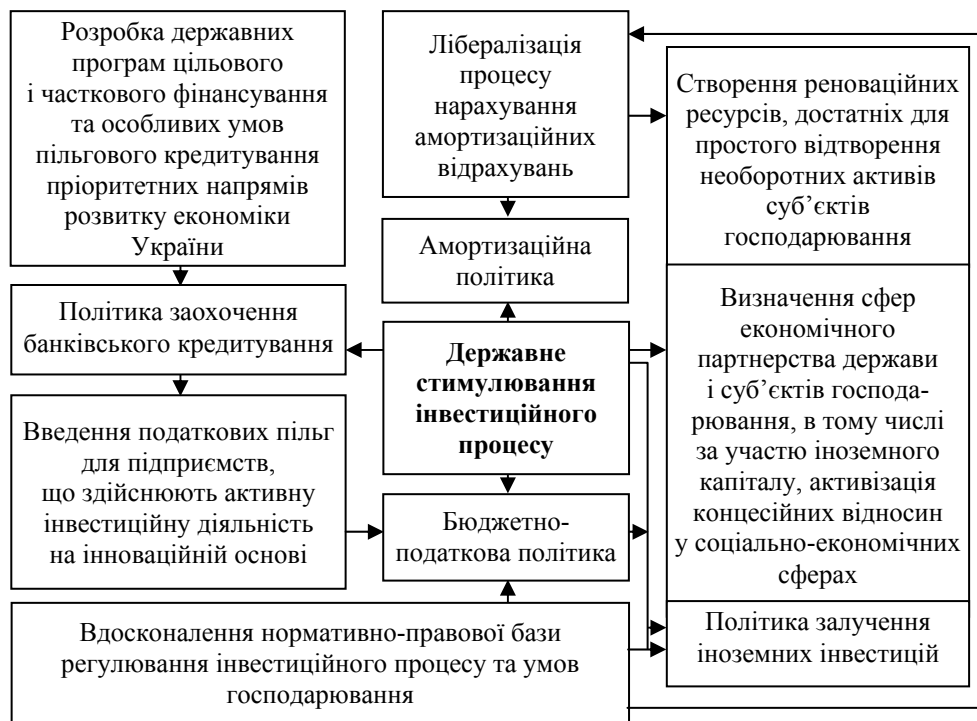 Розробка державних
програм цільового
і часткового фінансування
та особливих умов
пільгового кредитування
пріоритетних напрямів
розвитку економіки
України
Політика заохочення
банківського кредитування
Введення податкових пільг
для підприємств,
що здійснюють активну
інвестиційну діяльність
на інноваційній основі
Лібералізація
процесу
нарахування
амортизаційних
відрахувань
Амортизаційна
політика
Державне
стимулювання
інвестиційного
процесу
Бюджетно-
податкова політика
Створення реноваційних
ресурсів, достатніх для
простого відтворення
необоротних активів
суб’єктів
господарювання
Визначення сфер
економічного
партнерства держави
і суб’єктів господа-
рювання, в тому числі
за участю іноземного
капіталу, активізація
концесійних відносин
у соціально-економічних
сферах
Політика залучення
іноземних інвестицій
Вдосконалення нормативно-правової бази
регулювання інвестиційного процесу та умов
господарювання